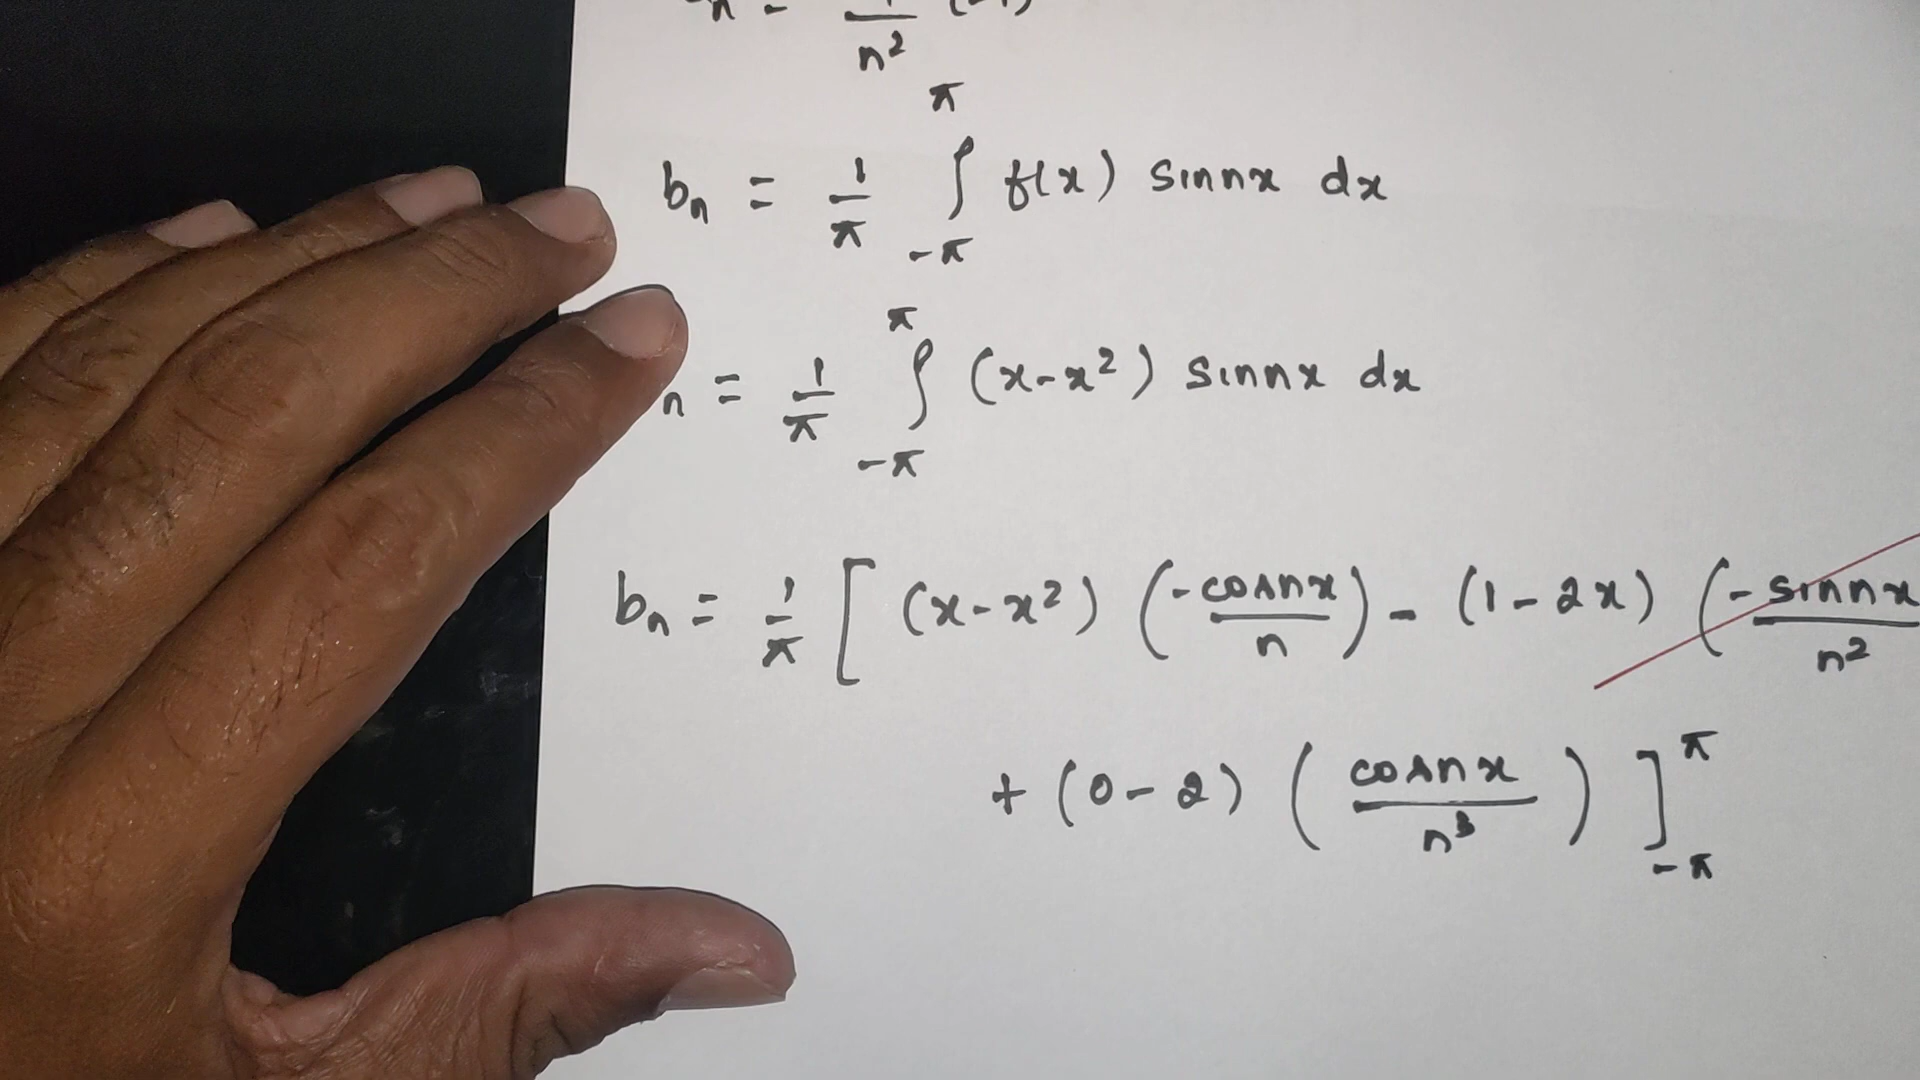 n²
bₙ = 1/π ∫_{-π}^{π} f(x) sinnx dx
n = 1/π ∫_{-π}^{π} (x-x²) sinnx dx
bₙ = 1/π [ (x-x²) (-cosnx/n) - (1-2x) (-sinnx/n²
+ (0-2) (cosnx/n³) ]_{-π}^{π}